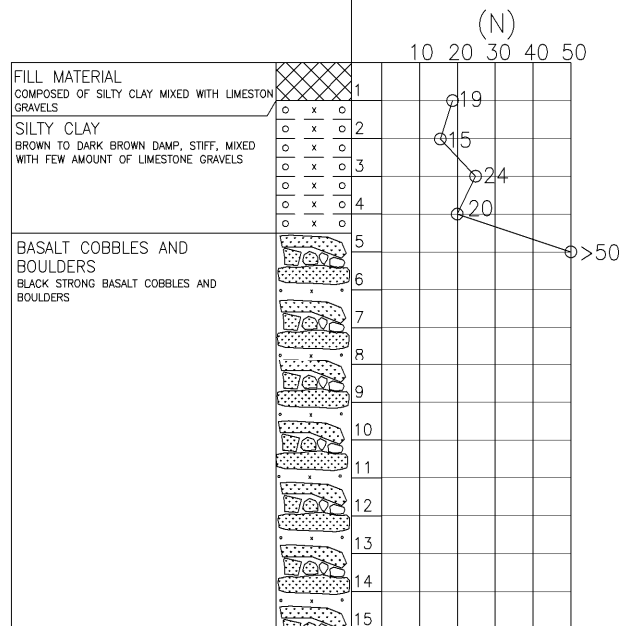 (N)
10 20 30 40 50
FILL MATERIAL
COMPOSED OF SILTY CLAY MIXED WITH LIMESTON
GRAVELS
1
19
SILTY CLAY
BROWN TO DARK BROWN DAMP, STIFF, MIXED
WITH FEW AMOUNT OF LIMESTONE GRAVELS
2
15
3
24
4
20
BASALT COBBLES AND
BOULDERS
BLACK STRONG BASALT COBBLES AND
BOULDERS
5
>50
6
7
8
9
10
11
12
13
14
15